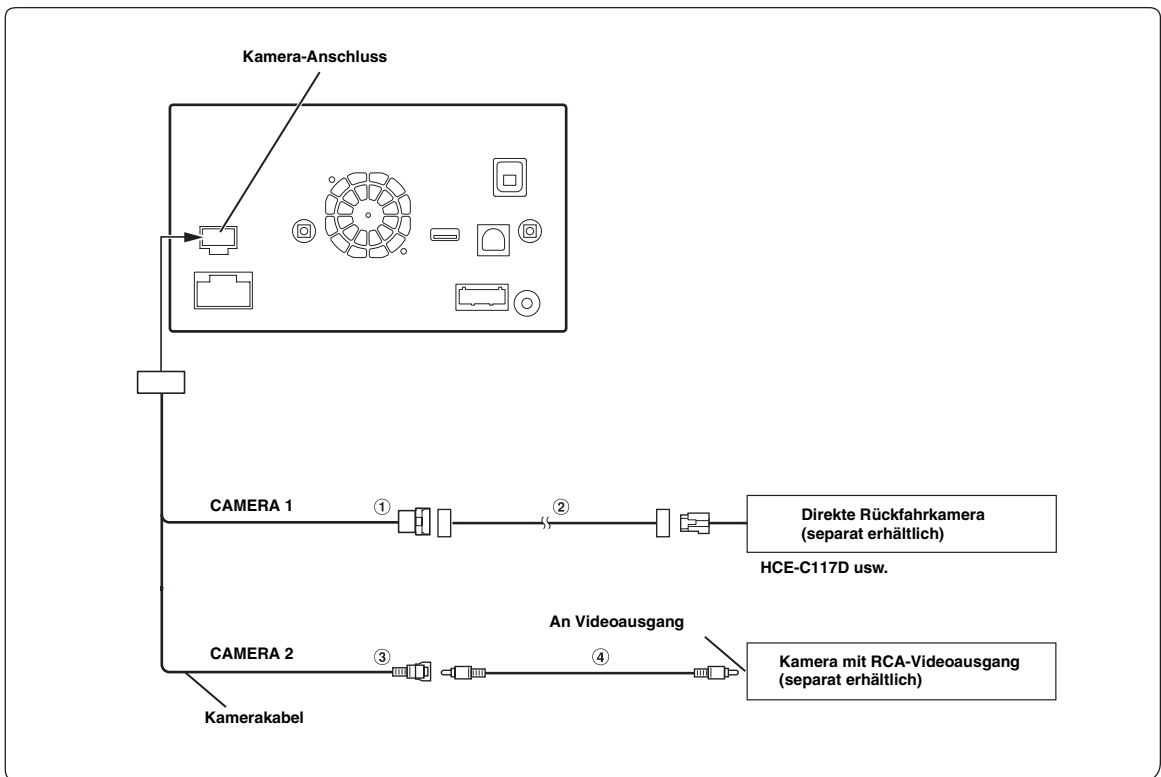 Kamera-Anschluss
CAMERA 1
①
②
Direkte Rückfahrkamera
(separat erhältlich)
HCE-C117D usw.
An Videoausgang
CAMERA 2
③
④
Kamera mit RCA-Videoausgang
(separat erhältlich)
Kamerakabel